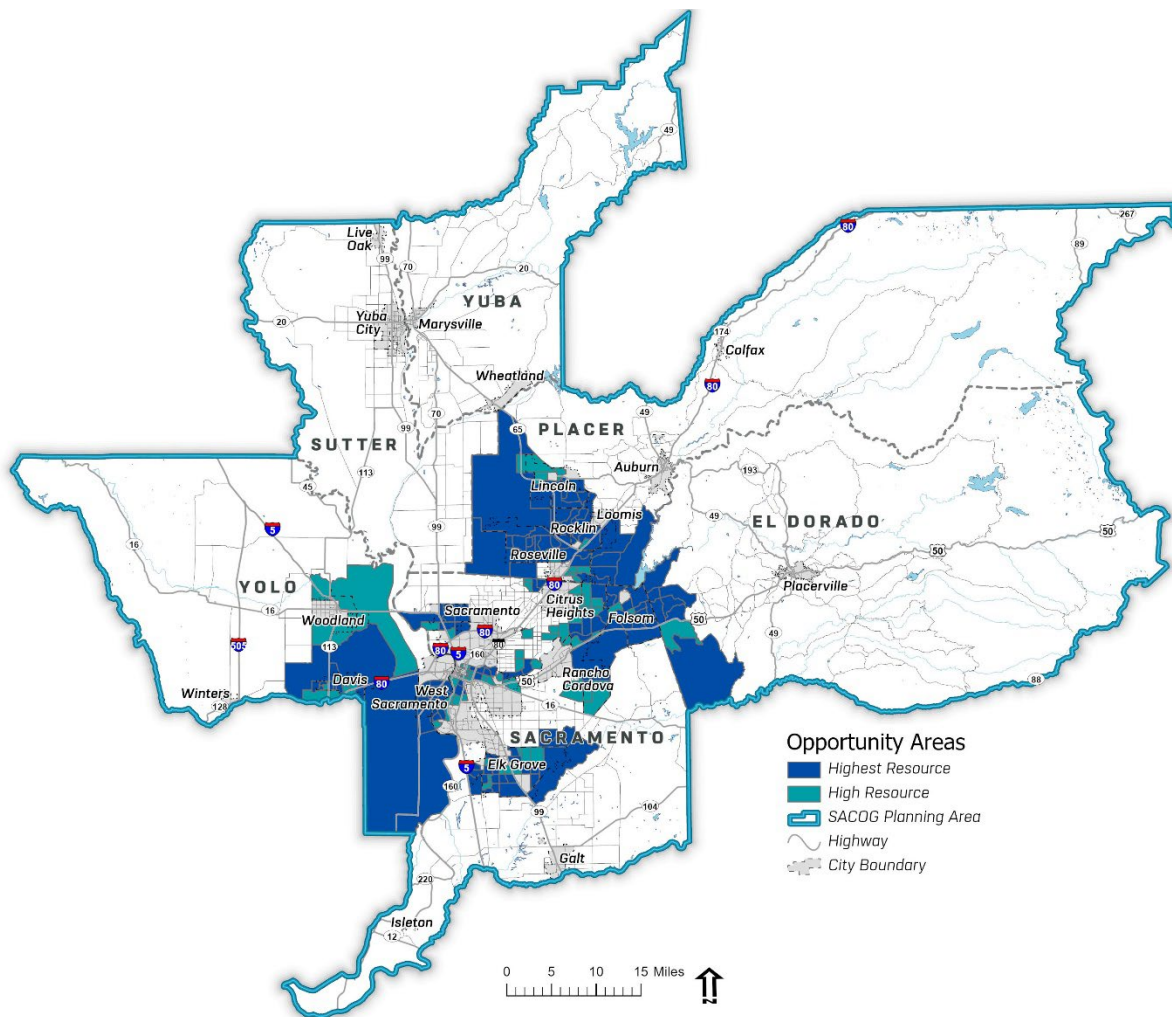 49
267
80
89
Live
Oak
99
70
20
YUBA
Yuba
City
Marysville
20
174
Colfax
80
Wheatland
70
99
65
PLACER
49
SUTTER
Auburn
193
113
Lincoln
45
Loomis
49
EL DORADO
50
5
99
Rocklin
50
16
Roseville
YOLO
80
Placerville
16
Sacramento
Citrus
Heights
Folsom
Woodland
80
50
80
49
505
113
80
5
160
Rancho
Cordova
Davis
80
50
88
Winters
128
West
Sacramento
16
SACRAMENTO
Elk Grove
5
160
99
104
Galt
220
Isleton
12
Opportunity Areas
Highest Resource
High Resource
SACOG Planning Area
Highway
City Boundary
0 5 10 15 Miles
N